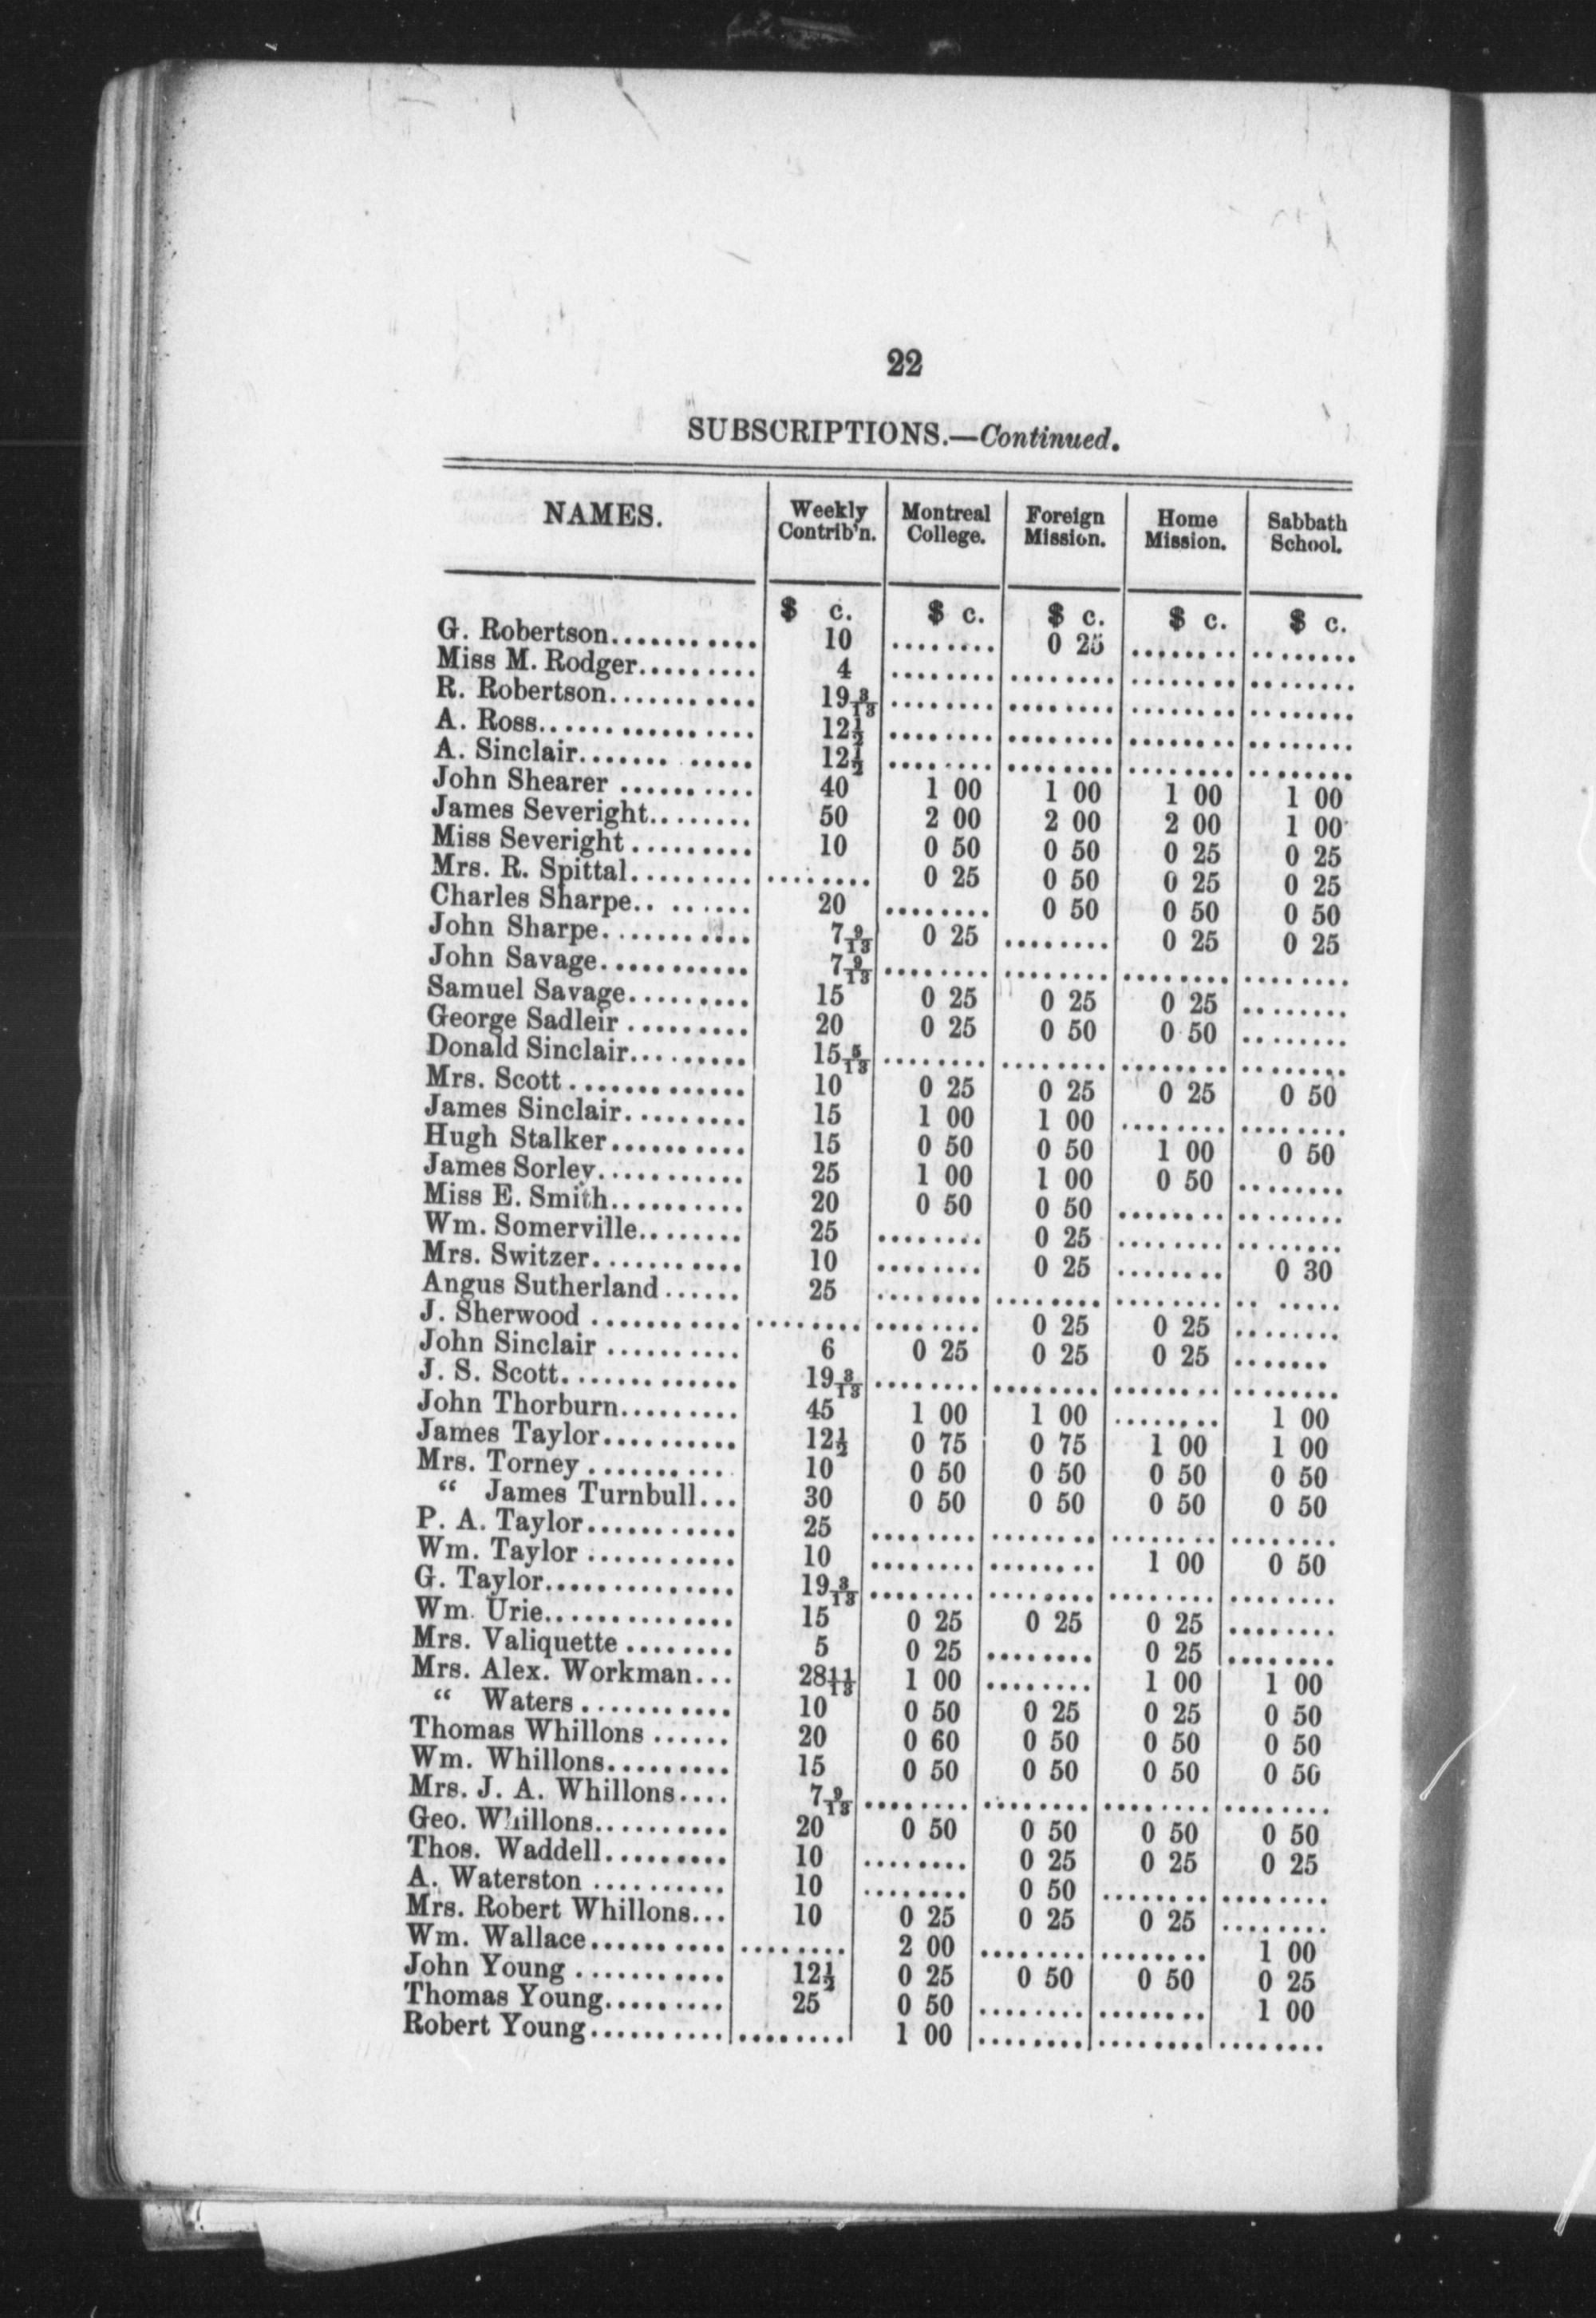 22
SUBSCRIPTIONS.—Continued.
NAMES. Weekly Contrib'n. Montreal College. Foreign Mission. Home Mission. Sabbath School.
$ c. $ c. $ c. $ c. $ c.
G. Robertson........... 10 ........ 0 25 ........ ........
Miss M. Rodger......... 4 ........ ........ ........ ........
R. Robertson........... 19 3/13 ........ ........ ........ ........
A. Ross................ 12½ ........ ........ ........ ........
A. Sinclair....... ..... 12½ ........ ........ ........ ........
John Shearer .......... 40 1 00 1 00 1 00 1 00
James Severight........ 50 2 00 2 00 2 00 1 00
Miss Severight ......... 10 0 50 0 50 0 25 0 25
Mrs. R. Spittal......... ........ 0 25 0 50 0 25 0 25
Charles Sharpe.. ...... 20 ........ 0 50 0 50 0 50
John Sharpe........... 7 9/13 0 25 ........ 0 25 0 25
John Savage........... 7 9/13 ........ ........ ........ ........
Samuel Savage......... 15 0 25 0 25 0 25 ........
George Sadleir ......... 20 0 25 0 50 0 50 ........
Donald Sinclair......... 15 5/13 ........ ........ ........ ........
Mrs. Scott............. 10 0 25 0 25 0 25 0 50
James Sinclair......... 15 1 00 1 00 ........ ........
Hugh Stalker.......... 15 0 50 0 50 1 00 0 50
James Sorley........... 25 1 00 1 00 0 50 ........
Miss E. Smith.......... 20 0 50 0 50 ........ ........
Wm. Somerville........ 25 ........ 0 25 ........ ........
Mrs. Switzer........... 10 ........ 0 25 ........ 0 30
Angus Sutherland ...... 25 ........ ........ ........ .. .....
J. Sherwood ........... ........ ........ 0 25 0 25 ........
John Sinclair .......... 6 0 25 0 25 0 25 .......
J. S. Scott............. 19 3/13 ........ ........ ........ ........
John Thorburn......... 45 1 00 1 00 ........ 1 00
James Taylor.......... 12½ 0 75 0 75 1 00 1 00
Mrs. Torney .......... 10 0 50 0 50 0 50 0 50
“ James Turnbull... 30 0 50 0 50 0 50 0 50
P. A. Taylor........... 25 ........ ........ ........ ........
Wm. Taylor ........... 10 ........ ........ 1 00 0 50
G. Taylor.............. 19 3/13 ........ ........ ........ ........
Wm. Urie.............. 15 0 25 0 25 0 25 ........
Mrs. Valiquette ........ 5 0 25 ........ 0 25 ........
Mrs. Alex. Workman... 28 11/13 1 00 ........ 1 00 1 00
“ Waters........... 10 0 50 0 25 0 25 0 50
Thomas Whillons ...... 20 0 60 0 50 0 50 0 50
Wm. Whillons......... 15 0 50 0 50 0 50 0 50
Mrs. J. A. Whillons.... 7 9/13 ........ ........ ........ ........
Geo. Whillons.......... 20 0 50 0 50 0 50 0 50
Thos. Waddell......... 10 ........ 0 25 0 25 0 25
A. Waterston .......... 10 ........ 0 50 ........ ........
Mrs. Robert Whillons... 10 0 25 0 25 0 25 ........
Wm. Wallace.......... ........ 2 00 ........ ........ 1 00
John Young ........... 12½ 0 25 0 50 0 50 0 25
Thomas Young......... 25 0 50 ........ ........ 1 00
Robert Young.......... ........ 1 00 ........ ........ ........